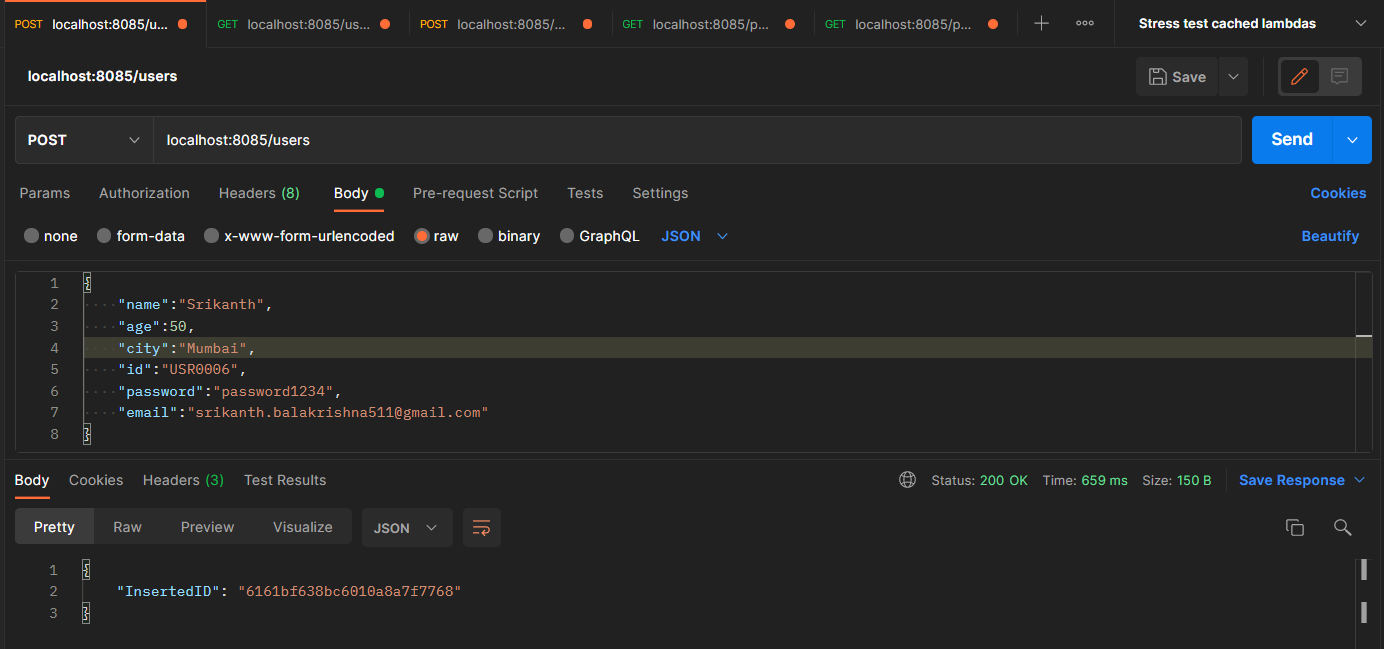 POST localhost:8085/u... GET localhost:8085/us... POST localhost:8085/... GET localhost:8085/p... GET localhost:8085/p... Stress test cached lambdas
localhost:8085/users Save
POST localhost:8085/users Send
Params Authorization Headers (8) Body Pre-request Script Tests Settings Cookies
none form-data x-www-form-urlencoded raw binary GraphQL JSON Beautify
1 {
2 "name":"Srikanth",
3 "age":50,
4 "city":"Mumbai",
5 "id":"USR0006",
6 "password":"password1234",
7 "email":"srikanth.balakrishna511@gmail.com"
8 }
Body Cookies Headers (3) Test Results Status: 200 OK Time: 659 ms Size: 150 B Save Response
Pretty Raw Preview Visualize JSON
1 {
2 "InsertedID": "6161bf638bc6010a8a7f7768"
3 }